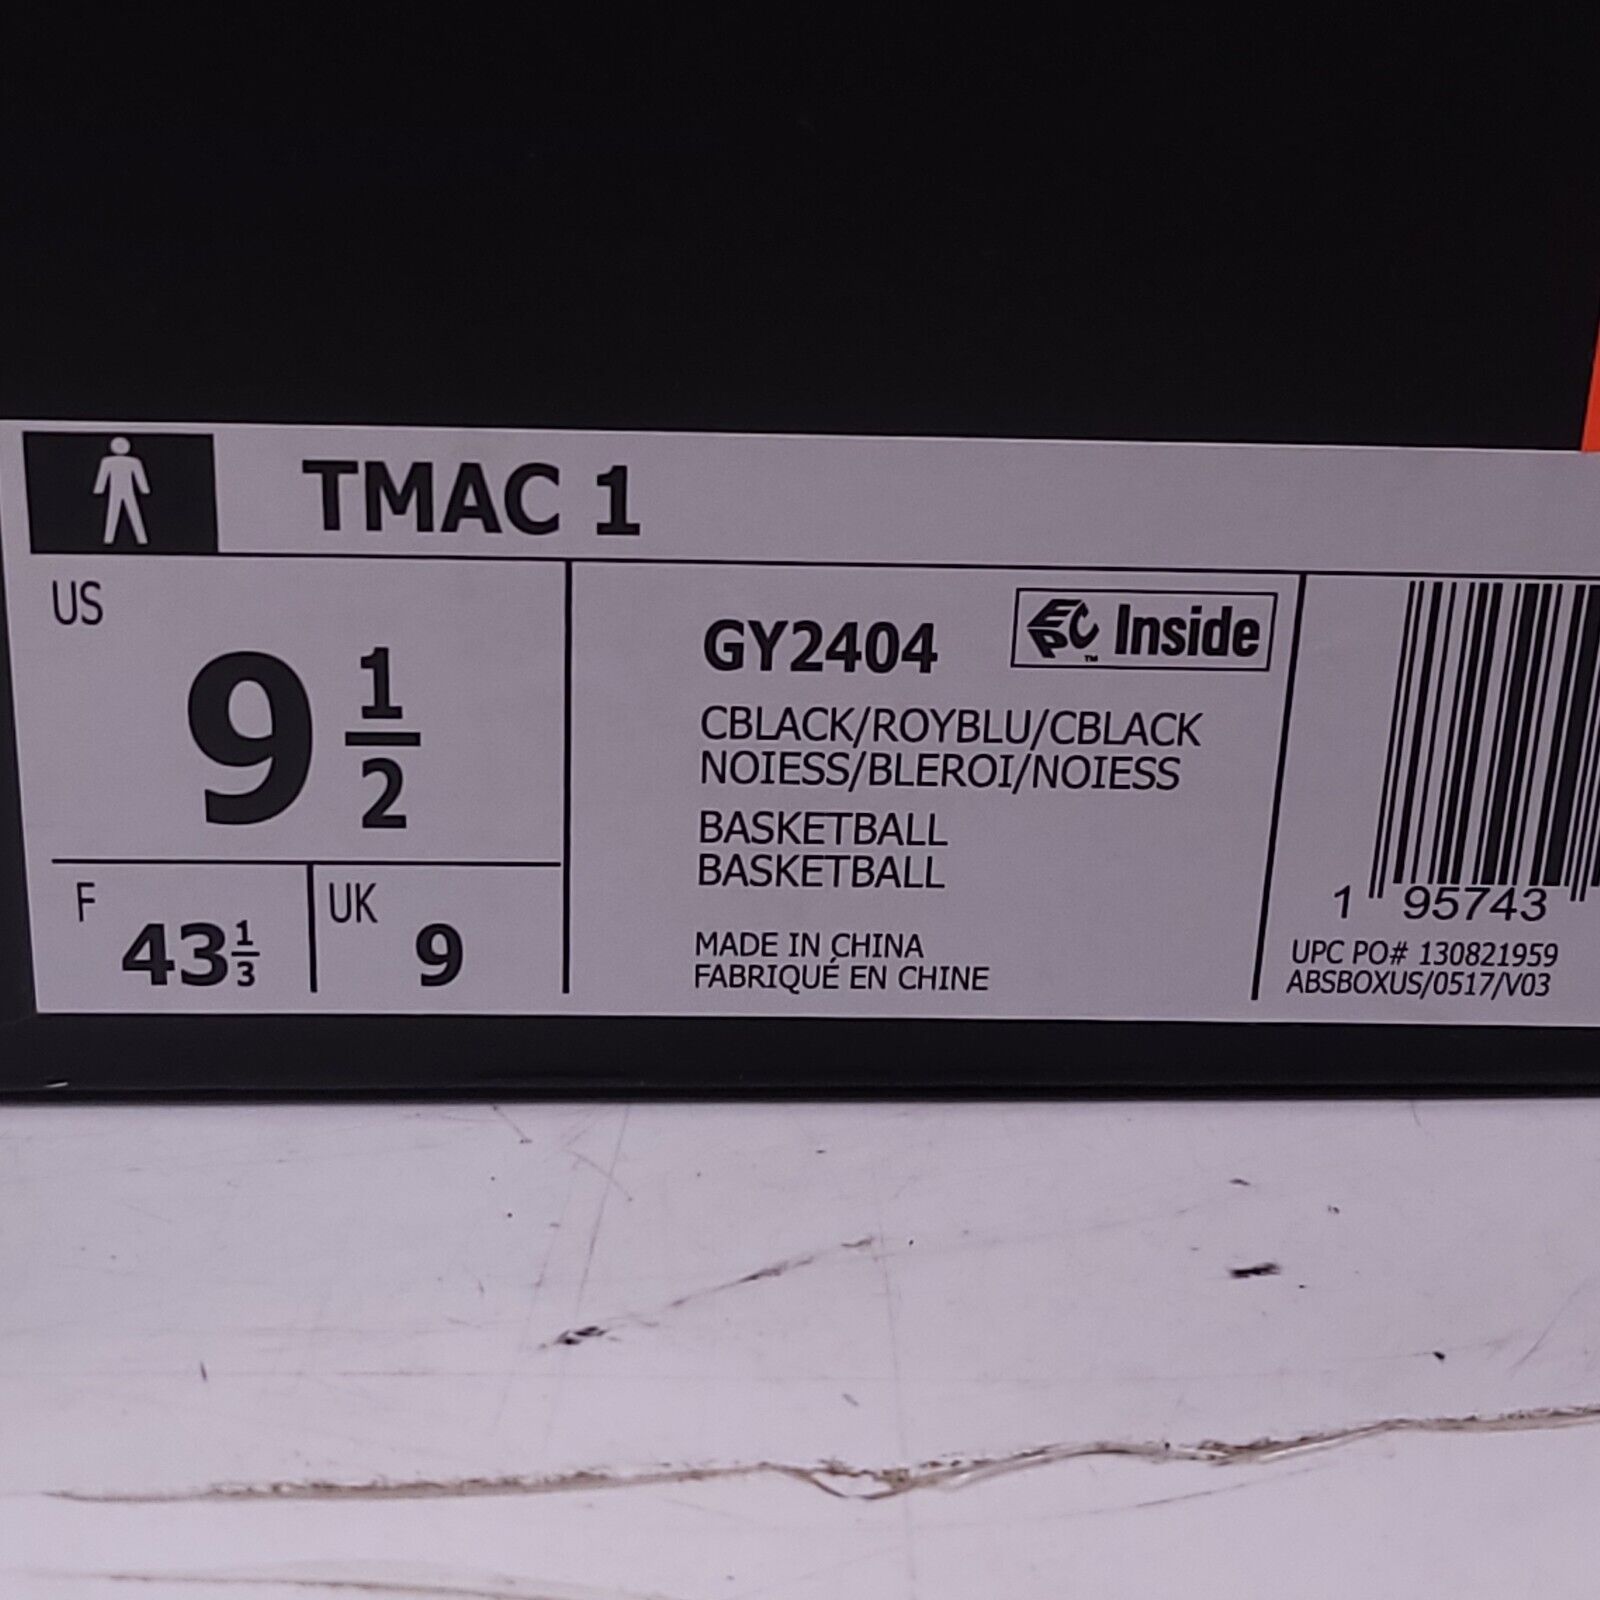 TMAC 1
US
9 1/2
F
43 1/3
UK
9
GY2404
EPC™ Inside
CBLACK/ROYBLU/CBLACK
NOIESS/BLEROI/NOIESS
BASKETBALL
BASKETBALL
MADE IN CHINA
FABRIQUÉ EN CHINE
1 95743
UPC PO# 130821959
ABSBOXUS/0517/V03